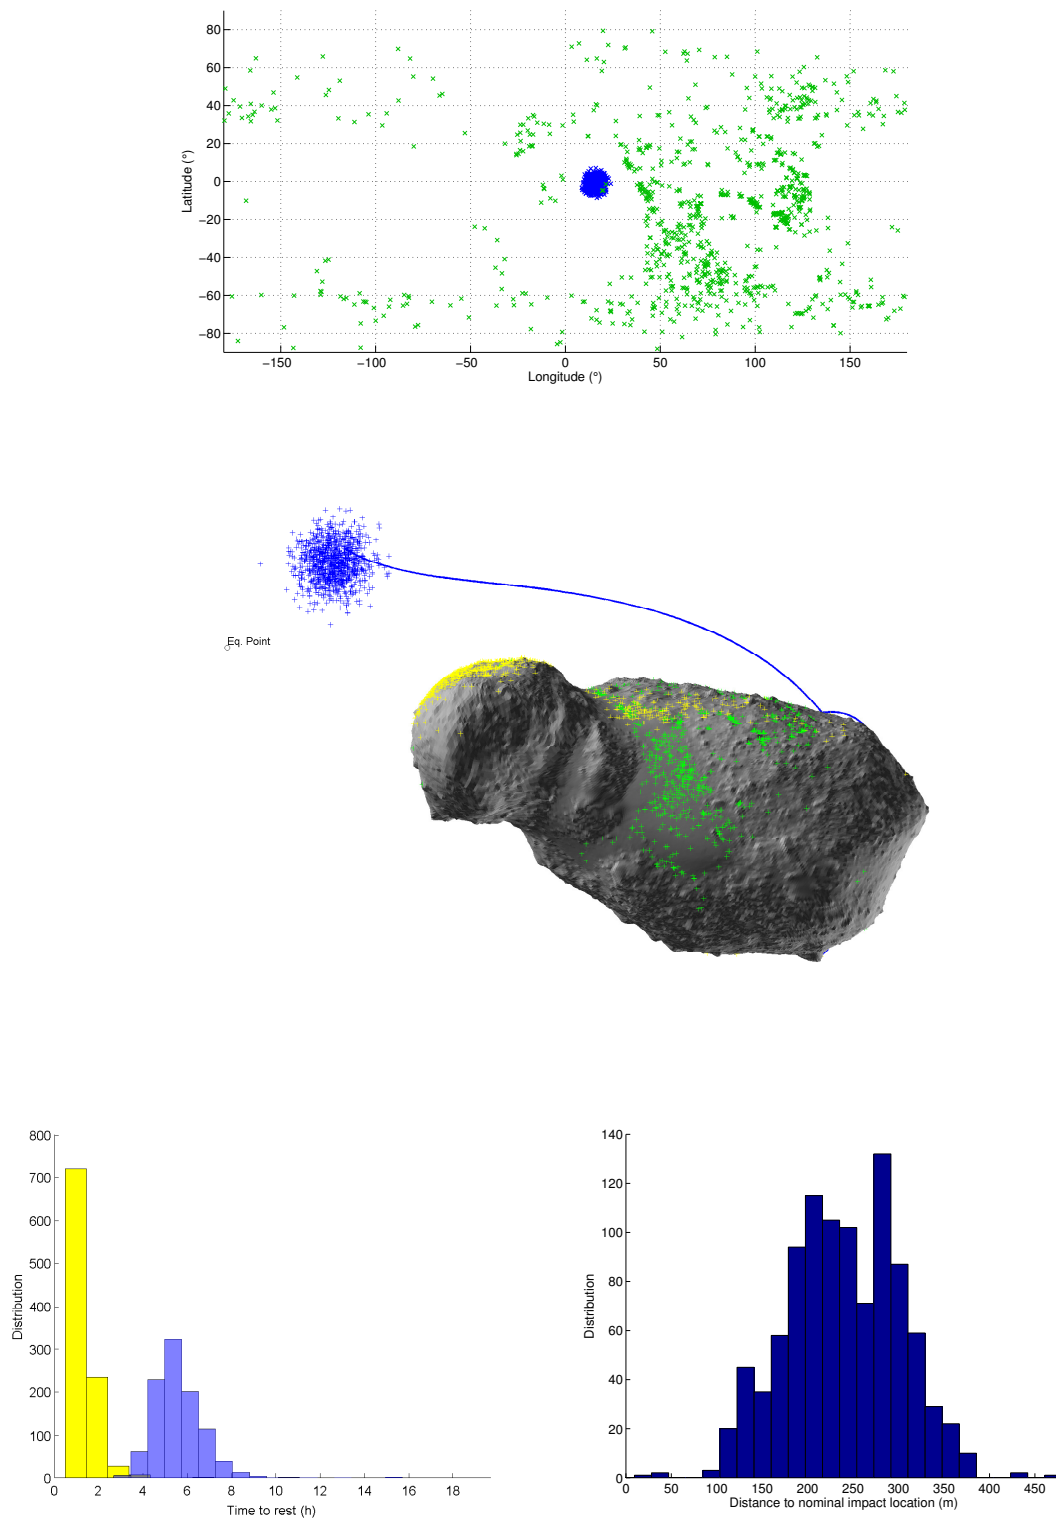 80
60
40
20
0
−20
−40
−60
−80
Latitude (°)
−150 −100 −50 0 50 100 150
Longitude (°)
Eq. Point
800
700
600
500
400
300
200
100
0
Distribution
0 2 4 6 8 10 12 14 16 18
Time to rest (h)
140
120
100
80
60
40
20
0
Distribution
0 50 100 150 200 250 300 350 400 450
Distance to nominal impact location (m)